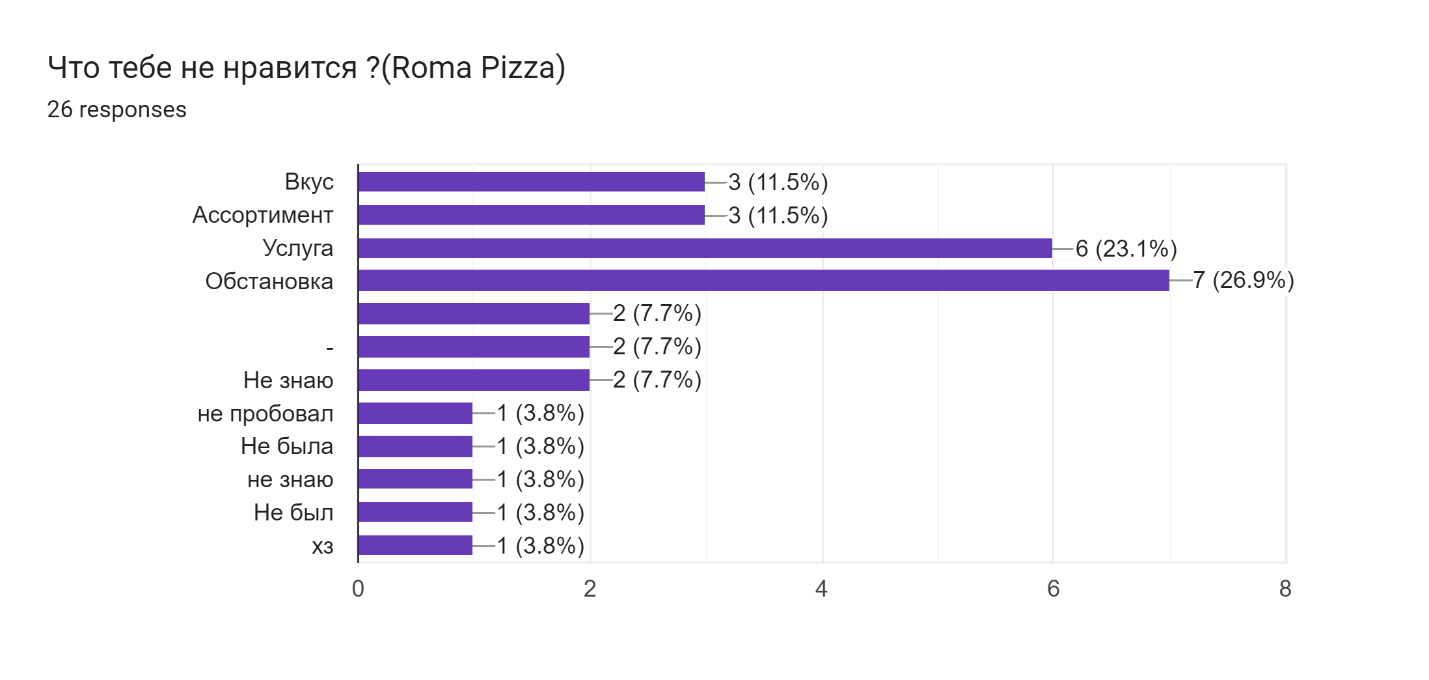 Что тебе не нравится ?(Roma Pizza)
26 responses
Вкус 3 (11.5%)
Ассортимент 3 (11.5%)
Услуга 6 (23.1%)
Обстановка 7 (26.9%)
2 (7.7%)
- 2 (7.7%)
Не знаю 2 (7.7%)
не пробовал 1 (3.8%)
Не была 1 (3.8%)
не знаю 1 (3.8%)
Не был 1 (3.8%)
хз 1 (3.8%)
0 2 4 6 8